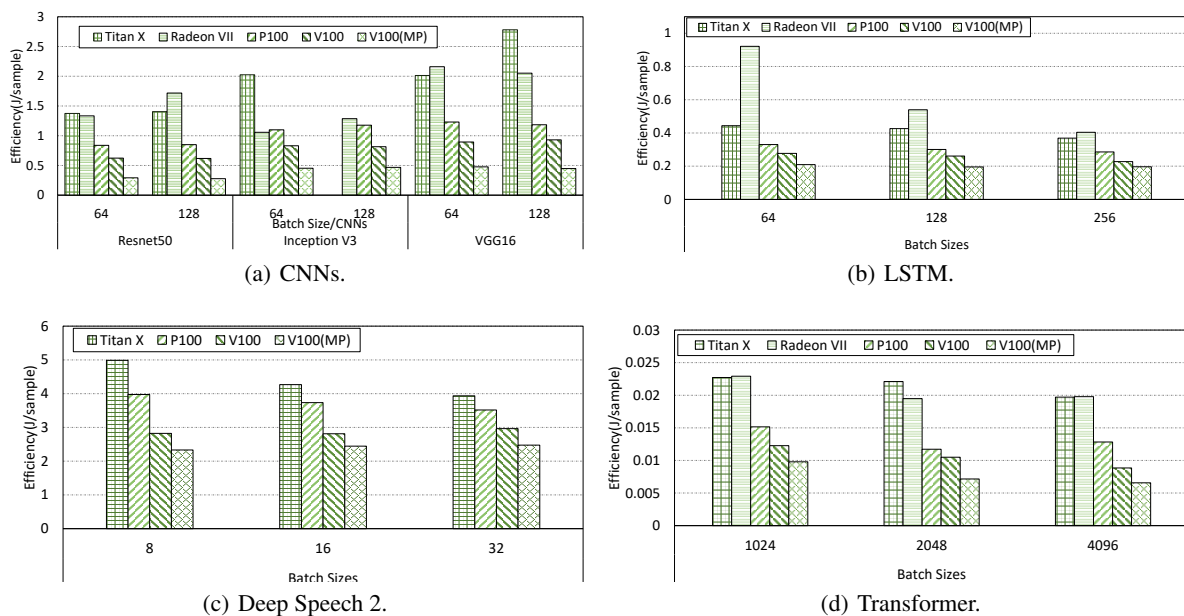 Titan X Radeon VII P100 V100 V100(MP)
Efficiency(J/sample)
3
2.5
2
1.5
1
0.5
0
64 128 64 128 64 128
Batch Size/CNNs
Resnet50 Inception V3 VGG16
(a) CNNs.
Titan X Radeon VII P100 V100 V100(MP)
Efficiency(J/sample)
1
0.8
0.6
0.4
0.2
0
64 128 256
Batch Sizes
(b) LSTM.
Titan X P100 V100 V100(MP)
Efficiency(J/sample)
6
5
4
3
2
1
0
8 16 32
Batch Sizes
(c) Deep Speech 2.
Titan X Radeon VII P100 V100 V100(MP)
Efficiency(J/sample)
0.03
0.025
0.02
0.015
0.01
0.005
0
1024 2048 4096
Batch Sizes
(d) Transformer.